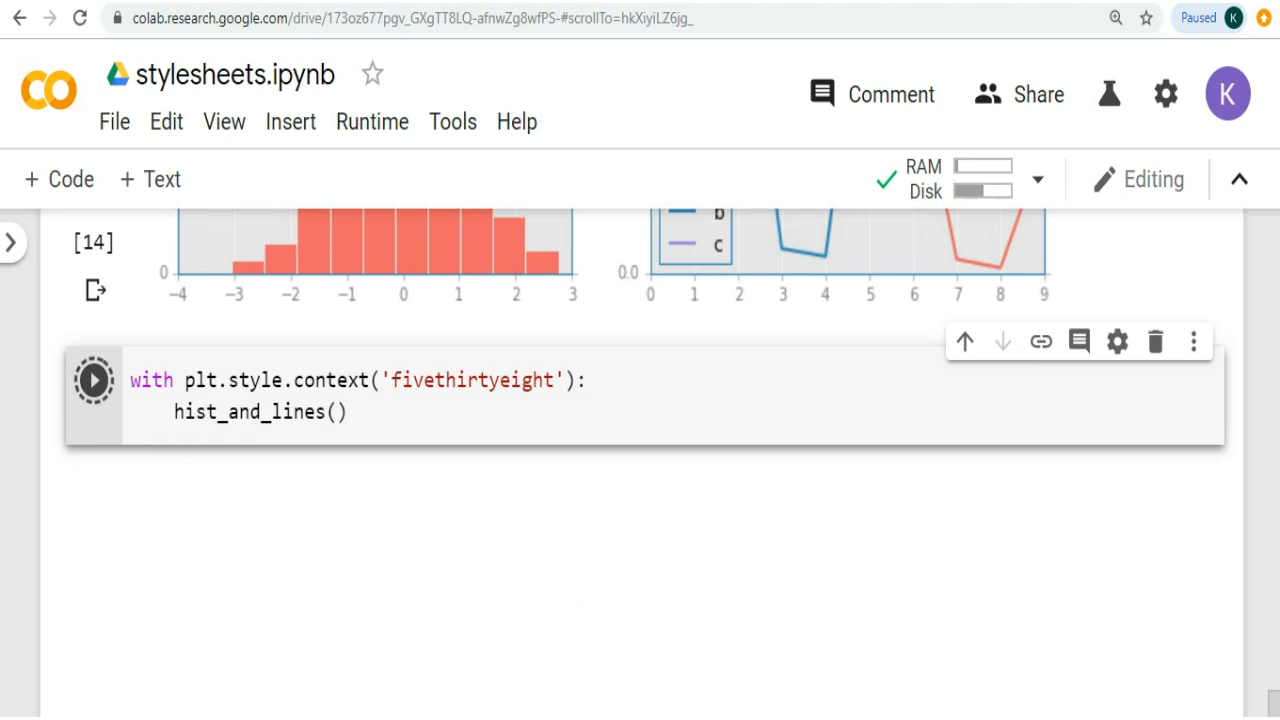 colab.research.google.com/drive/173oz677pgv_GXgTT8LQ-afnwZg8wfPS-#scrollTo=hkXiyiLZ6jg_
Paused K
stylesheets.ipynb
Comment Share K
File Edit View Insert Runtime Tools Help
+ Code + Text
RAM
Disk
Editing
[14]
b
c
0 0.0
−4 −3 −2 −1 0 1 2 3 0 1 2 3 4 5 6 7 8 9
with plt.style.context('fivethirtyeight'):
hist_and_lines()